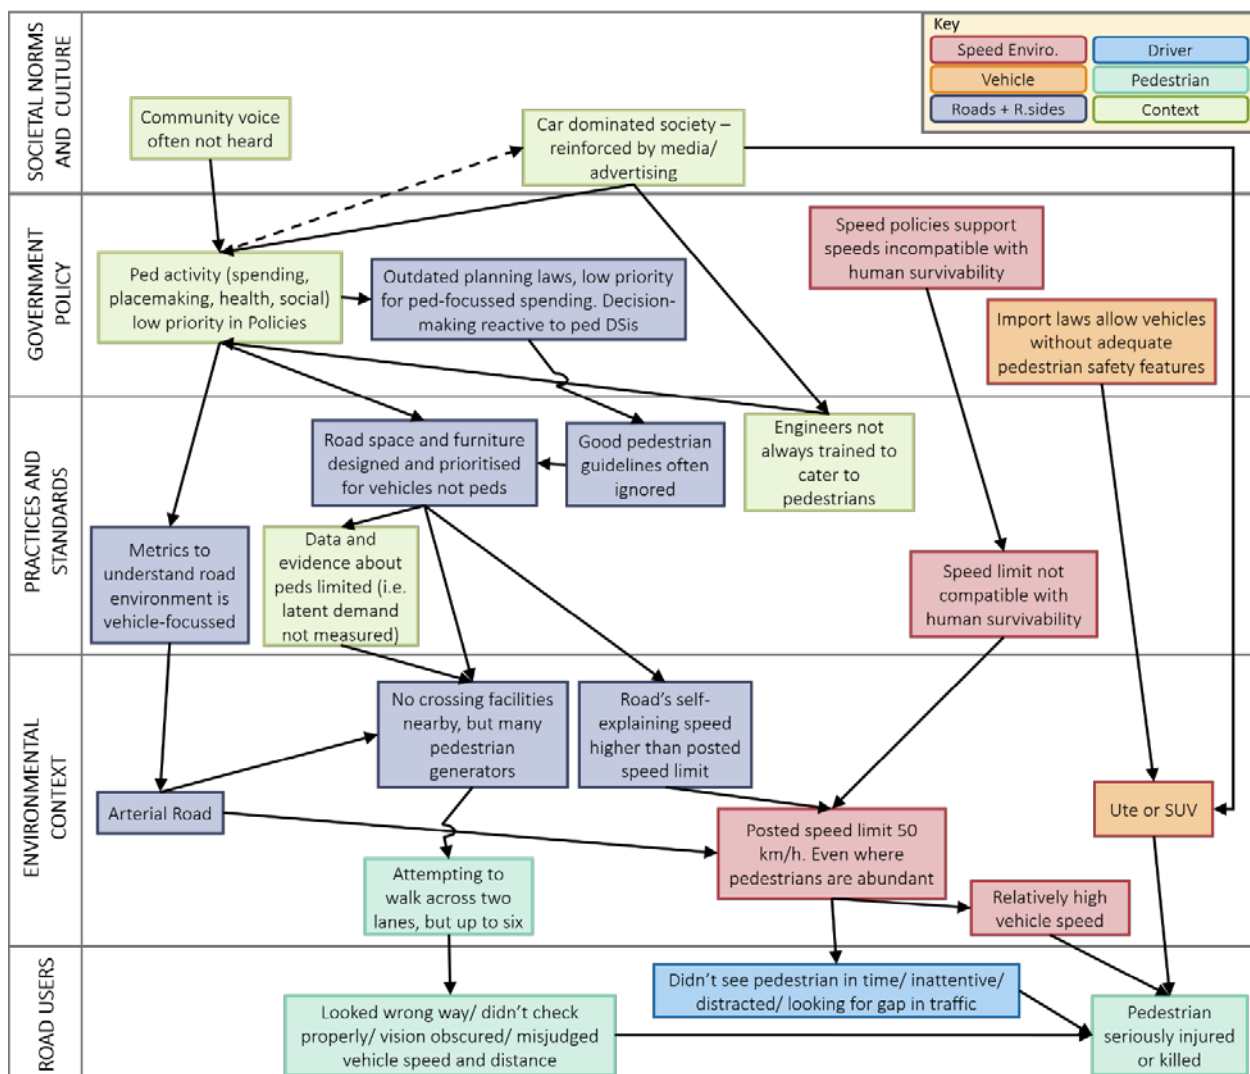 Key
Speed Enviro.
Driver
Vehicle
Pedestrian
Roads + R.sides
Context
SOCIETAL NORMS
AND CULTURE
Community voice
often not heard
Car dominated society –
reinforced by media/
advertising
GOVERNMENT
POLICY
Ped activity (spending,
placemaking, health, social)
low priority in Policies
Outdated planning laws, low priority
for ped-focussed spending. Decision-
making reactive to ped DSis
Speed policies support
speeds incompatible with
human survivability
Import laws allow vehicles
without adequate
pedestrian safety features
PRACTICES AND
STANDARDS
Road space and furniture
designed and prioritised
for vehicles not peds
Good pedestrian
guidelines often
ignored
Engineers not
always trained to
cater to
pedestrians
Metrics to
understand road
environment is
vehicle-focussed
Data and
evidence about
peds limited (i.e.
latent demand
not measured)
Speed limit not
compatible with
human survivability
ENVIRONMENTAL
CONTEXT
No crossing facilities
nearby, but many
pedestrian
generators
Road's self-
explaining speed
higher than posted
speed limit
Arterial Road
Posted speed limit 50
km/h. Even where
pedestrians are abundant
Ute or SUV
Attempting to
walk across two
lanes, but up to six
Relatively high
vehicle speed
ROAD USERS
Looked wrong way/ didn't check
properly/ vision obscured/ misjudged
vehicle speed and distance
Didn't see pedestrian in time/ inattentive/
distracted/ looking for gap in traffic
Pedestrian
seriously injured
or killed